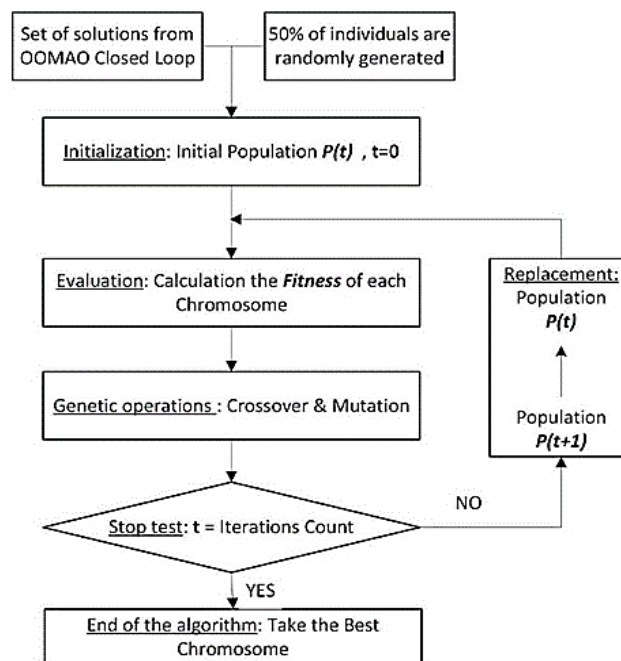 Set of solutions from
OOMAO Closed Loop
50% of individuals are
randomly generated
Initialization: Initial Population P(t) , t=0
Evaluation: Calculation the Fitness of each
Chromosome
Replacement:
Population
P(t)
Population
P(t+1)
Genetic operations : Crossover & Mutation
Stop test: t = Iterations Count
NO
YES
End of the algorithm: Take the Best
Chromosome